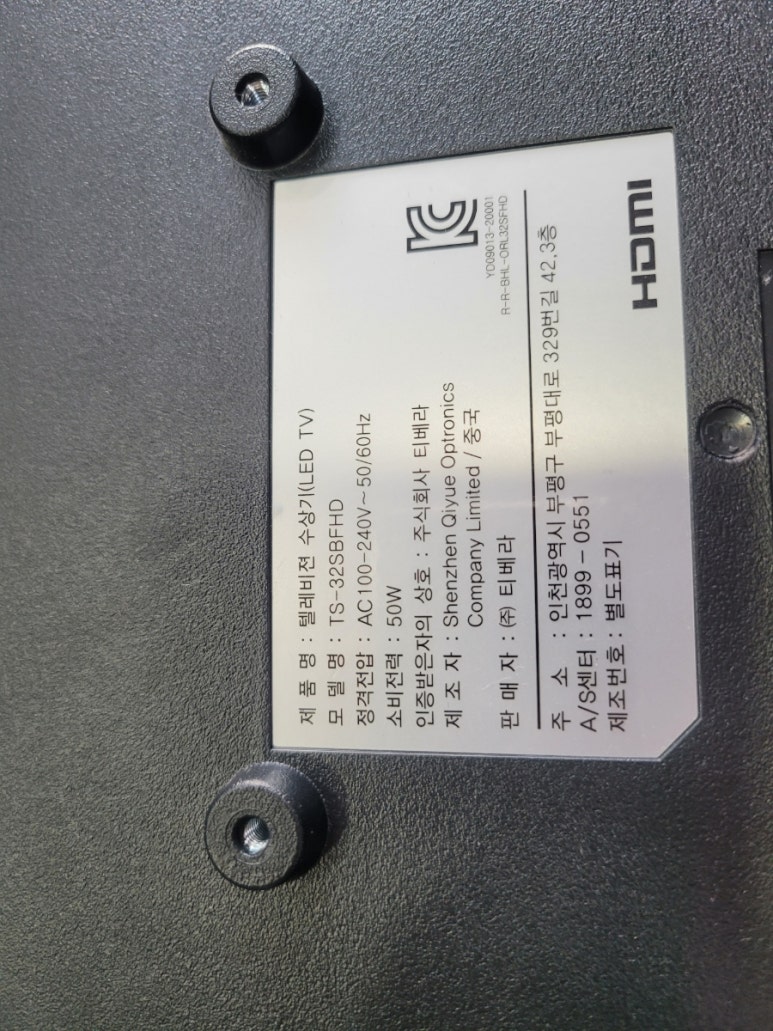 제 품 명 : 텔레비젼 수상기(LED TV)
모 델 명 : TS-32SBFHD
정격전압 : AC100-240V~50/60Hz
소비전력 : 50W
인증받은자의 상호 : 주식회사 티베라
제 조 자 : Shenzhen Qiyue Optronics
Company Limited / 중국
판 매 자 : ㈜ 티베라
YD09013-20001
R-R-8HL-ORL32SFHD
주 소 : 인천광역시 부평구 부평대로 329번길 42,3층
A/S센터 : 1899-0551
제조번호 : 별도표기
HDMI